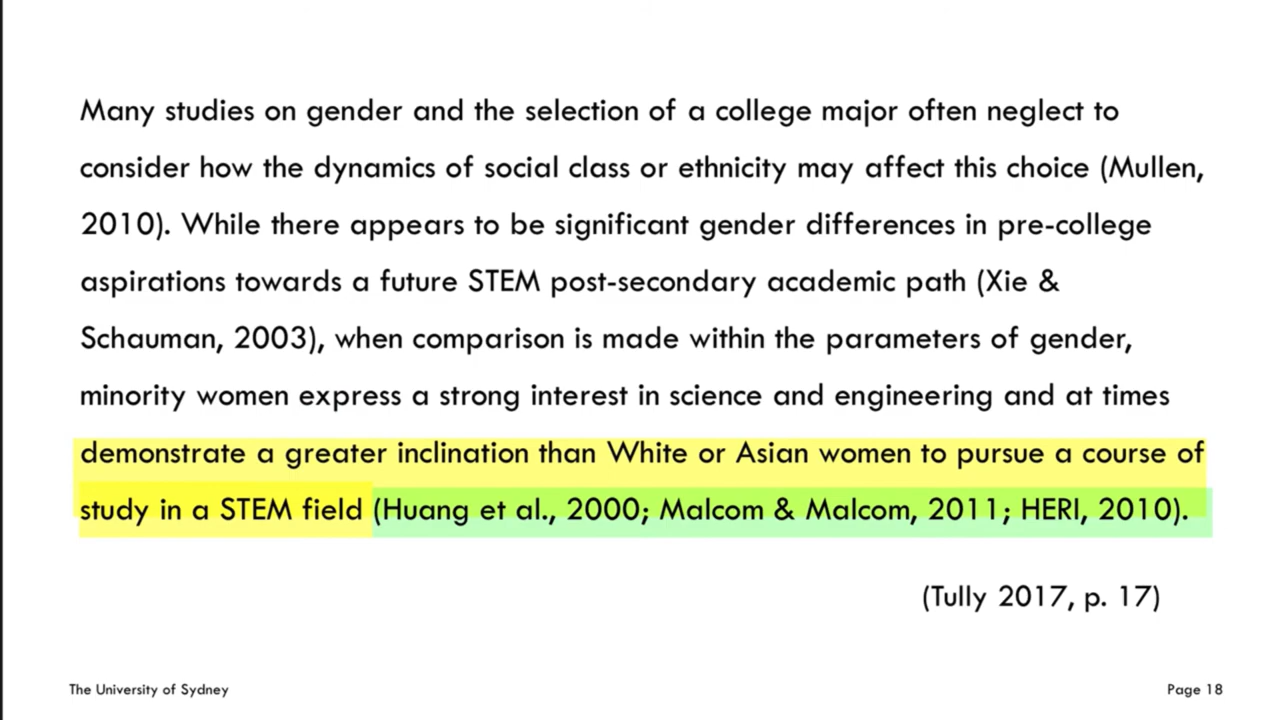 Many studies on gender and the selection of a college major often neglect to
consider how the dynamics of social class or ethnicity may affect this choice (Mullen,
2010). While there appears to be significant gender differences in pre-college
aspirations towards a future STEM post-secondary academic path (Xie &
Schauman, 2003), when comparison is made within the parameters of gender,
minority women express a strong interest in science and engineering and at times
demonstrate a greater inclination than White or Asian women to pursue a course of
study in a STEM field (Huang et al., 2000; Malcom & Malcom, 2011; HERI, 2010).
(Tully 2017, p. 17)
The University of Sydney
Page 18